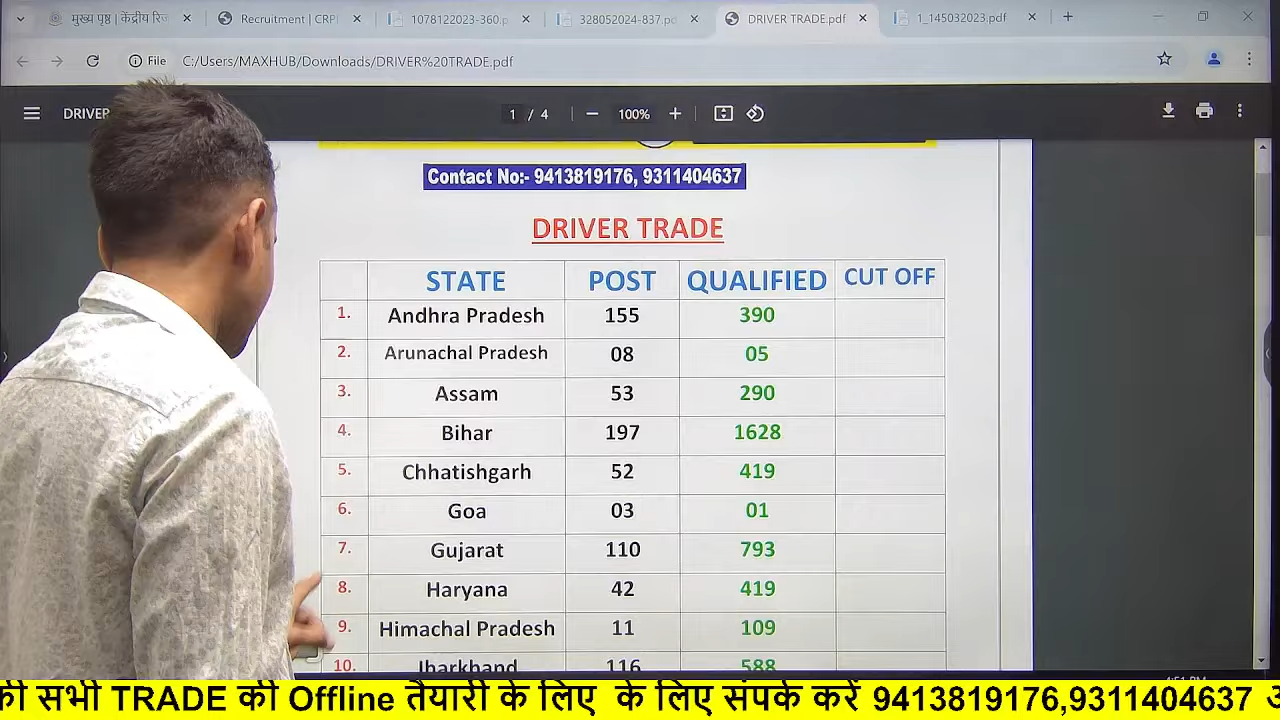 मुख्य पृष्ठ | केंद्रीय रिज
Recruitment | CRPI
1078122023-360.p
328052024-837.pd
DRIVER TRADE.pdf
1_145032023.pdf
File C:/Users/MAXHUB/Downloads/DRIVER%20TRADE.pdf
DRIVER 1 / 4 100%
Contact No:- 9413819176, 9311404637
DRIVER TRADE
STATE POST QUALIFIED CUT OFF
1. Andhra Pradesh 155 390
2. Arunachal Pradesh 08 05
3. Assam 53 290
4. Bihar 197 1628
5. Chhatishgarh 52 419
6. Goa 03 01
7. Gujarat 110 793
8. Haryana 42 419
9. Himachal Pradesh 11 109
10. Jharkhand 116 588
की सभी TRADE की Offline तैयारी के लिए के लिए संपर्क करें 9413819176,9311404637